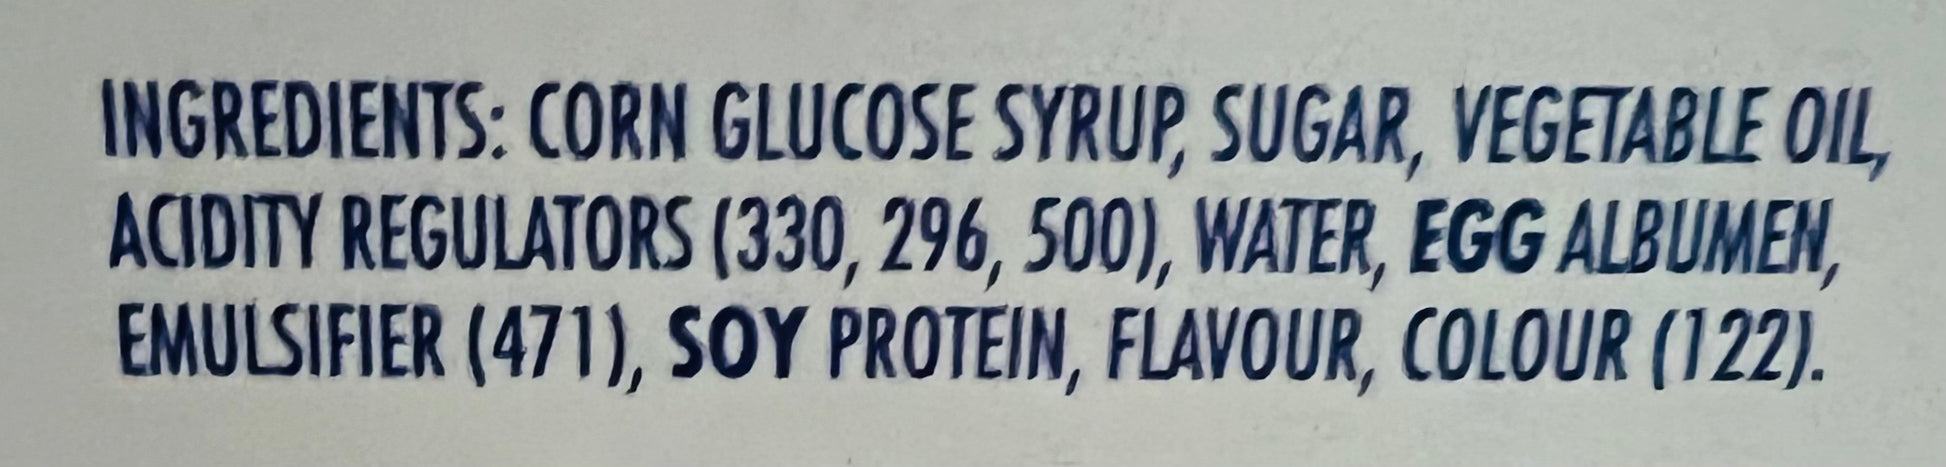 INGREDIENTS: CORN GLUCOSE SYRUP, SUGAR, VEGETABLE OIL,
ACIDITY REGULATORS (330, 296, 500), WATER, EGG ALBUMEN,
EMULSIFIER (471), SOY PROTEIN, FLAVOUR, COLOUR (122).